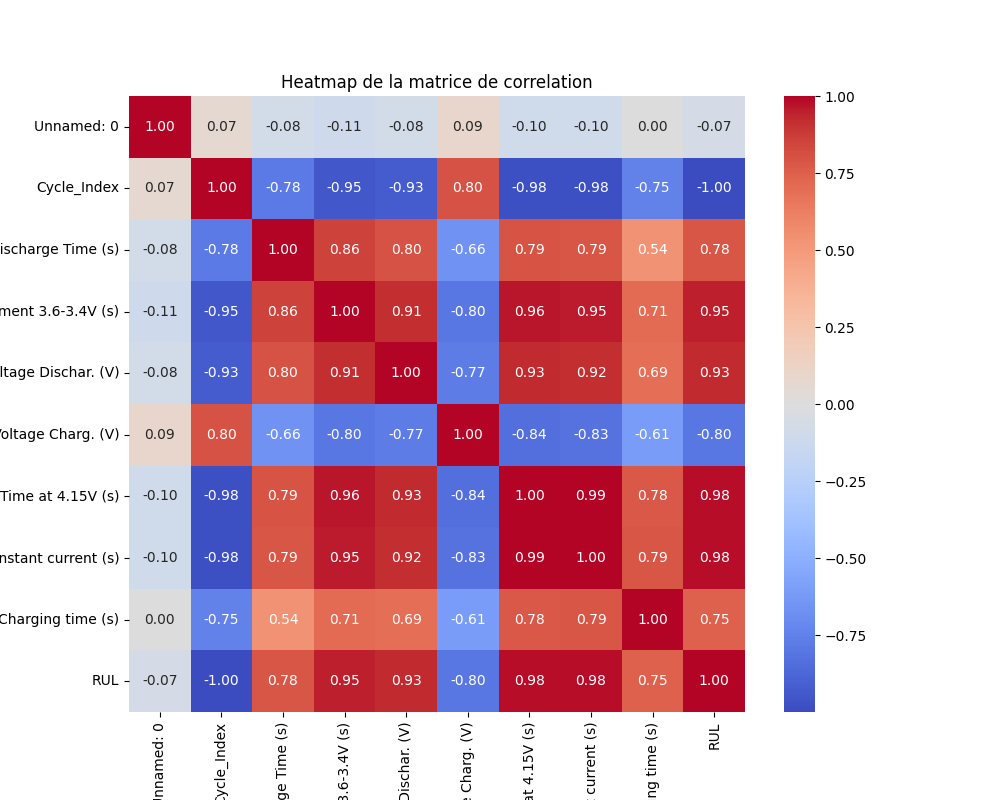 Heatmap de la matrice de correlation
Unnamed: 0 1.00 0.07 -0.08 -0.11 -0.08 0.09 -0.10 -0.10 0.00 -0.07
Cycle_Index 0.07 1.00 -0.78 -0.95 -0.93 0.80 -0.98 -0.98 -0.75 -1.00
ischarge Time (s) -0.08 -0.78 1.00 0.86 0.80 -0.66 0.79 0.79 0.54 0.78
ment 3.6-3.4V (s) -0.11 -0.95 0.86 1.00 0.91 -0.80 0.96 0.95 0.71 0.95
ltage Dischar. (V) -0.08 -0.93 0.80 0.91 1.00 -0.77 0.93 0.92 0.69 0.93
Voltage Charg. (V) 0.09 0.80 -0.66 -0.80 -0.77 1.00 -0.84 -0.83 -0.61 -0.80
Time at 4.15V (s) -0.10 -0.98 0.79 0.96 0.93 -0.84 1.00 0.99 0.78 0.98
nstant current (s) -0.10 -0.98 0.79 0.95 0.92 -0.83 0.99 1.00 0.79 0.98
Charging time (s) 0.00 -0.75 0.54 0.71 0.69 -0.61 0.78 0.79 1.00 0.75
RUL -0.07 -1.00 0.78 0.95 0.93 -0.80 0.98 0.98 0.75 1.00
Unnamed: 0
Cycle_Index
ge Time (s)
3.6-3.4V (s)
Dischar. (V)
e Charg. (V)
at 4.15V (s)
current (s)
ng time (s)
RUL
1.00
0.75
0.50
0.25
0.00
−0.25
−0.50
−0.75